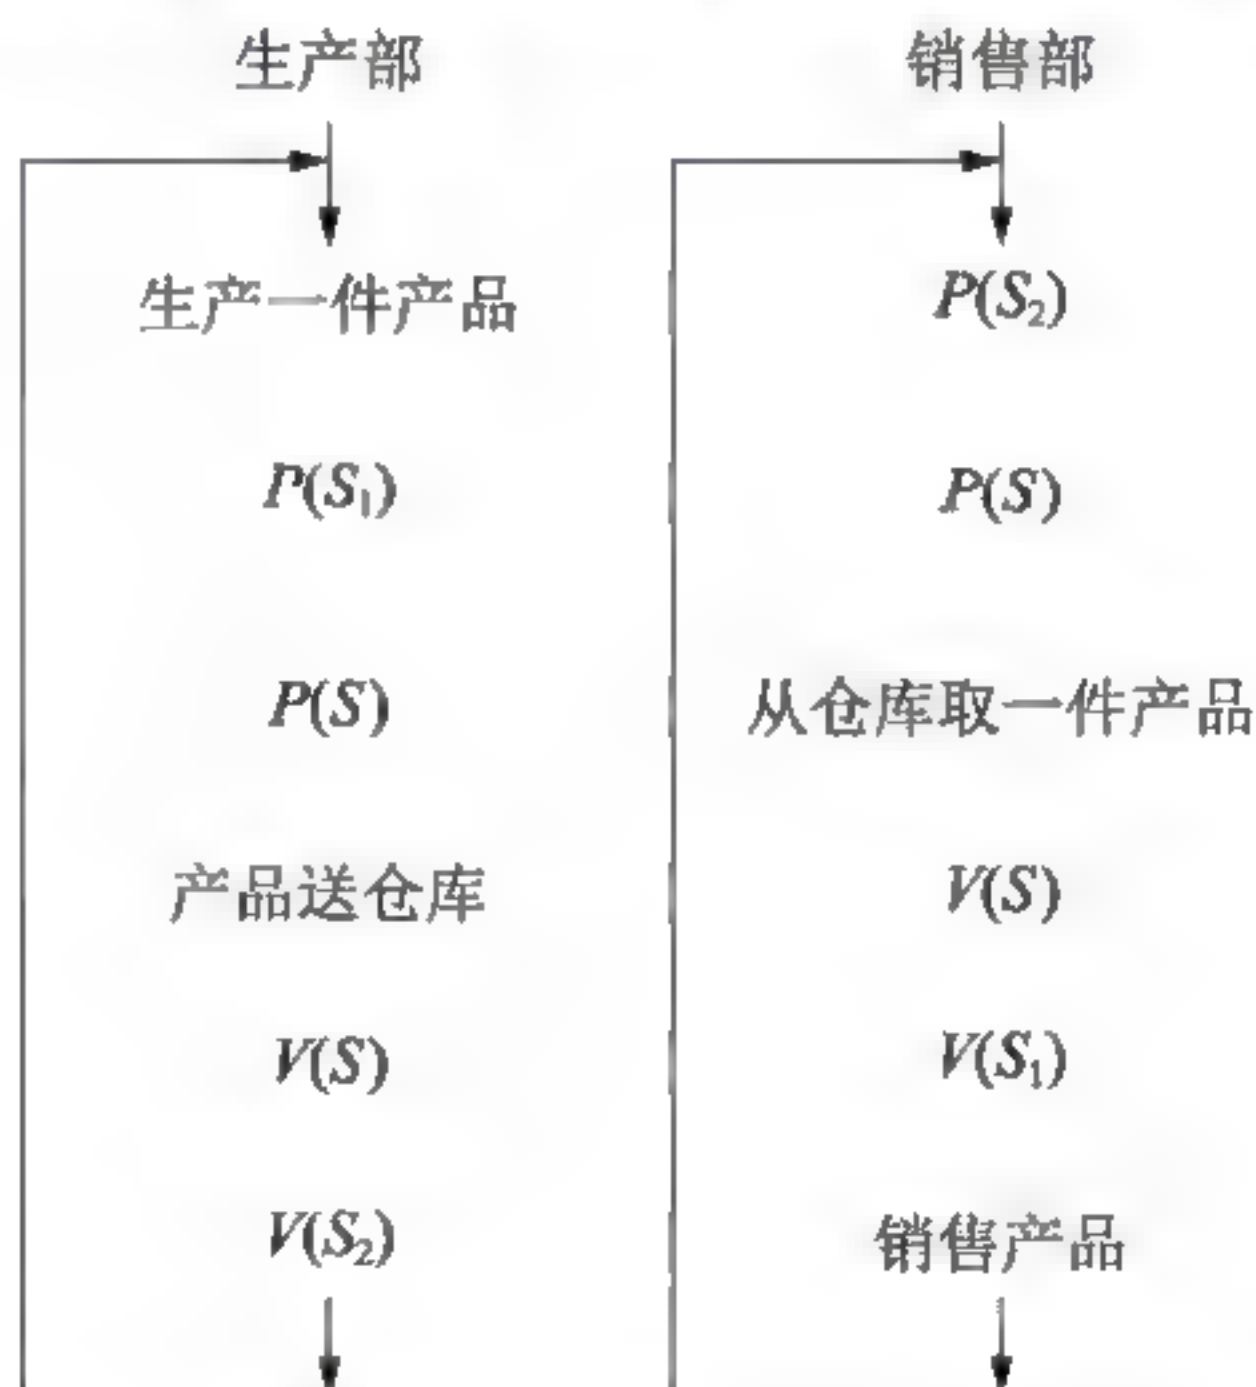 生产部
生产一件产品
P(S₁)
P(S)
产品送仓库
V(S)
V(S₂)
销售部
P(S₂)
P(S)
从仓库取一件产品
V(S)
V(S₁)
销售产品